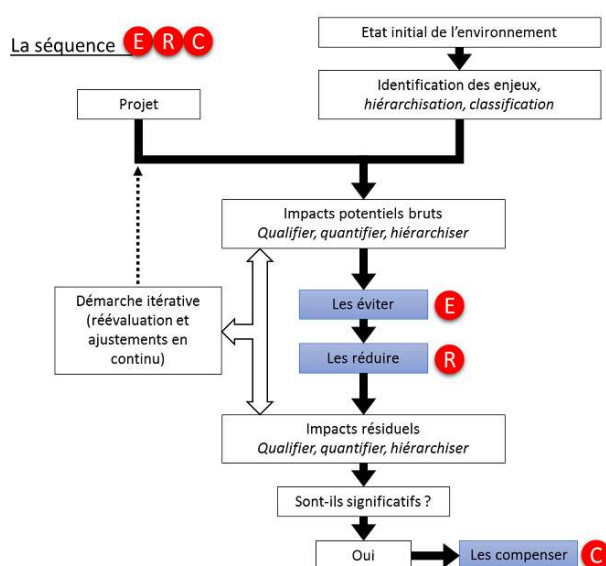 La séquence E R C
Etat initial de l'environnement
Identification des enjeux,
hiérarchisation, classification
Projet
Impacts potentiels bruts
Qualifier, quantifier, hiérarchiser
Démarche itérative
(réévaluation et
ajustements en
continu)
Les éviter E
Les réduire R
Impacts résiduels
Qualifier, quantifier, hiérarchiser
Sont-ils significatifs ?
Oui
Les compenser C